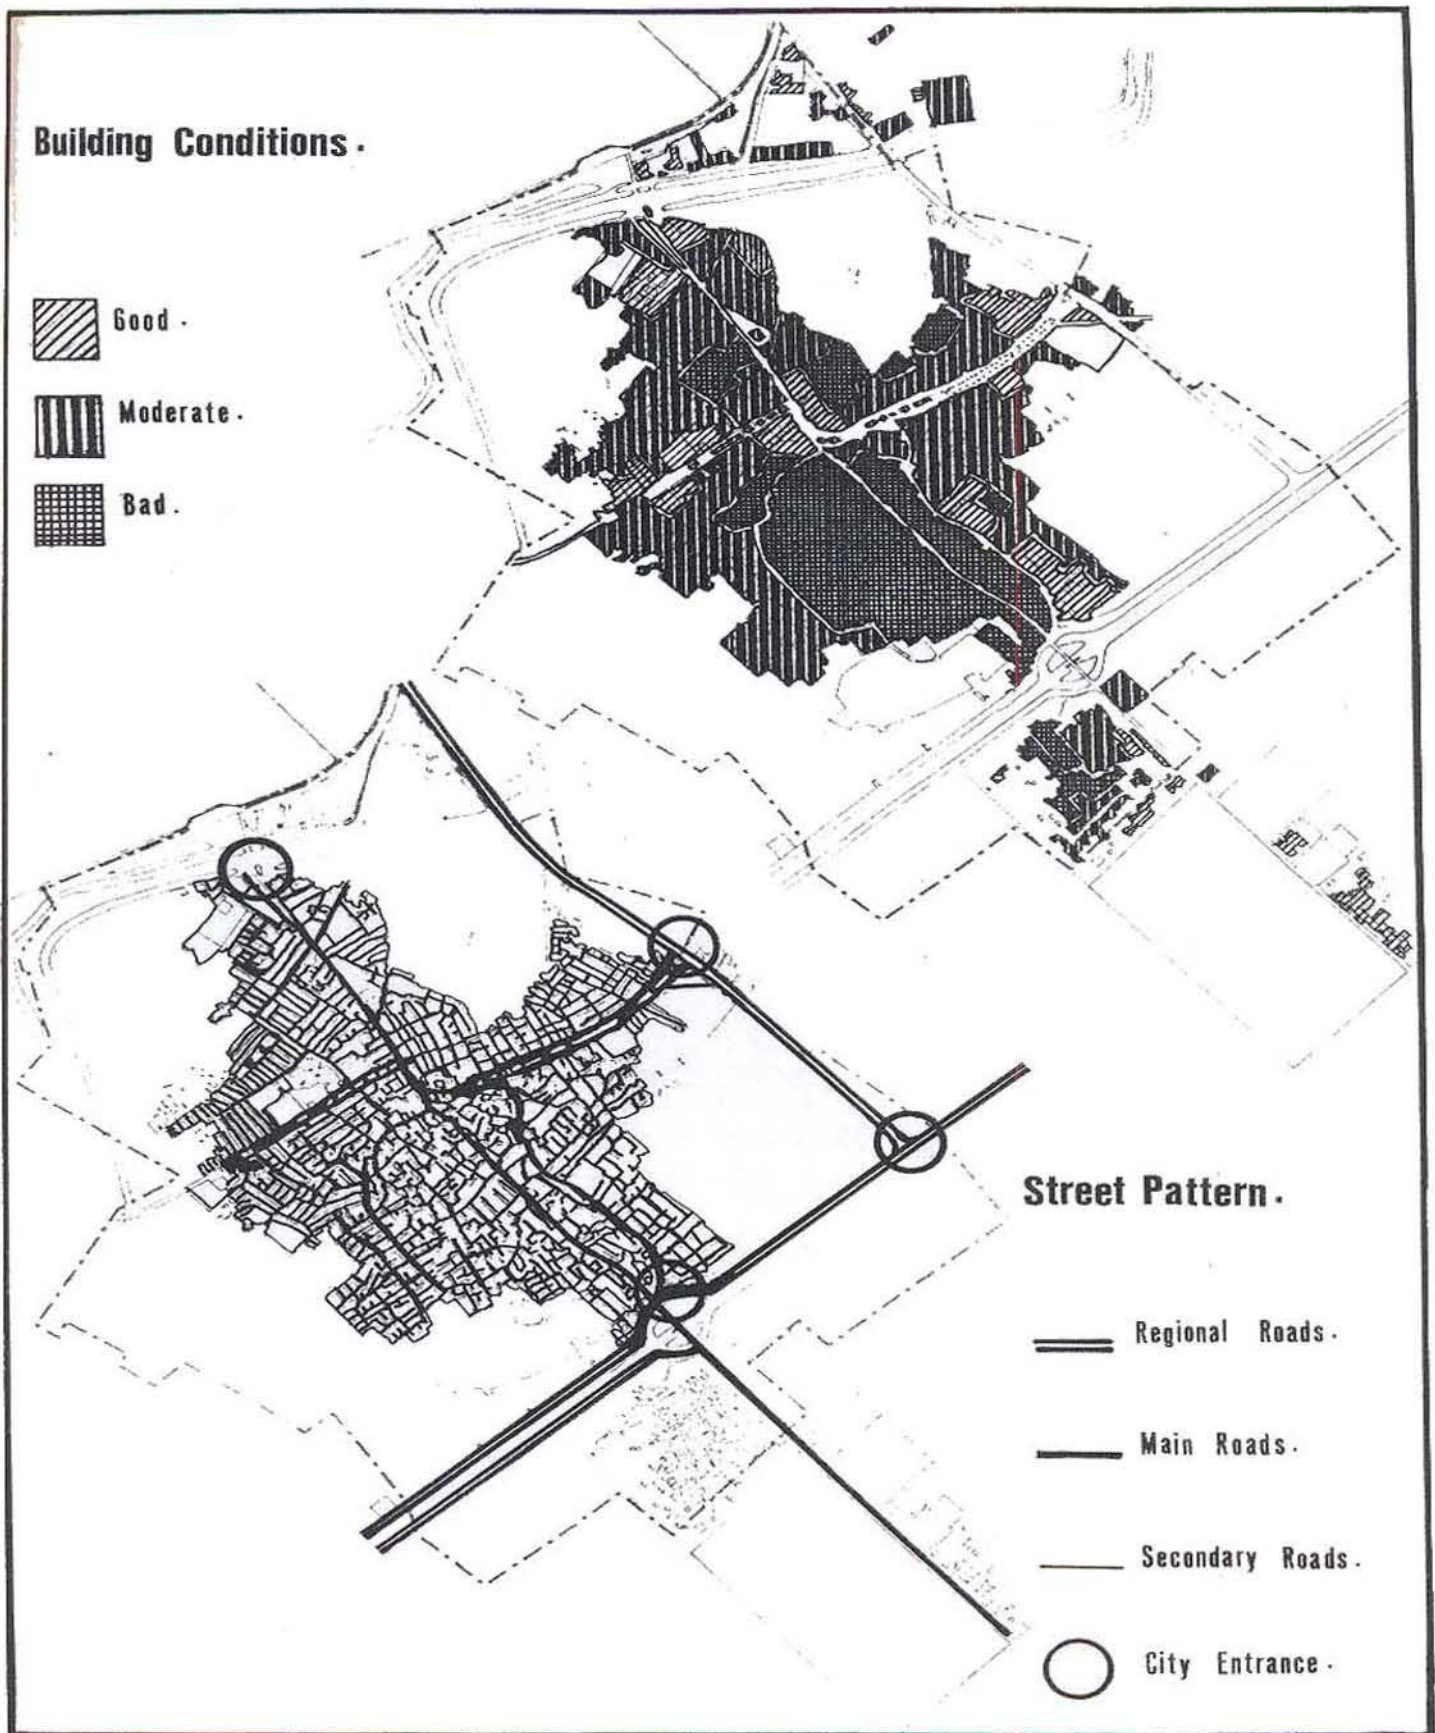 Building Conditions.
Good.
Moderate.
Bad.
Street Pattern.
Regional Roads.
Main Roads.
Secondary Roads.
City Entrance.